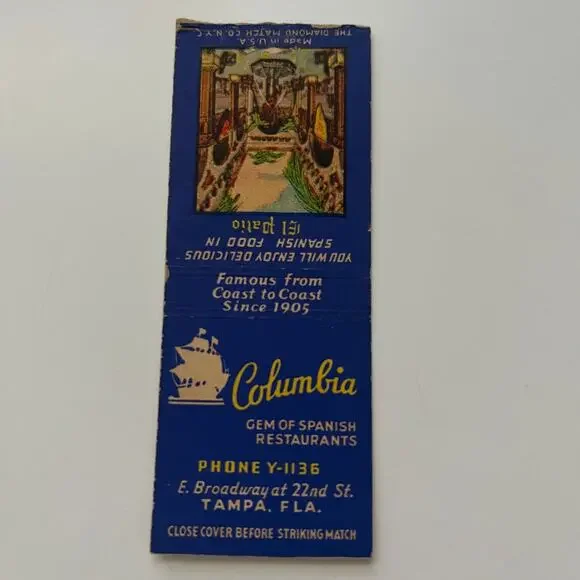 Made in U.S.A.
THE DIAMOND MATCH CO. N.Y.C.
El Patio
YOU WILL ENJOY DELICIOUS
SPANISH FOOD IN
Famous from
Coast to Coast
Since 1905
Columbia
GEM OF SPANISH
RESTAURANTS
PHONE Y-1136
E. Broadway at 22nd St.
TAMPA, FLA.
CLOSE COVER BEFORE STRIKING MATCH